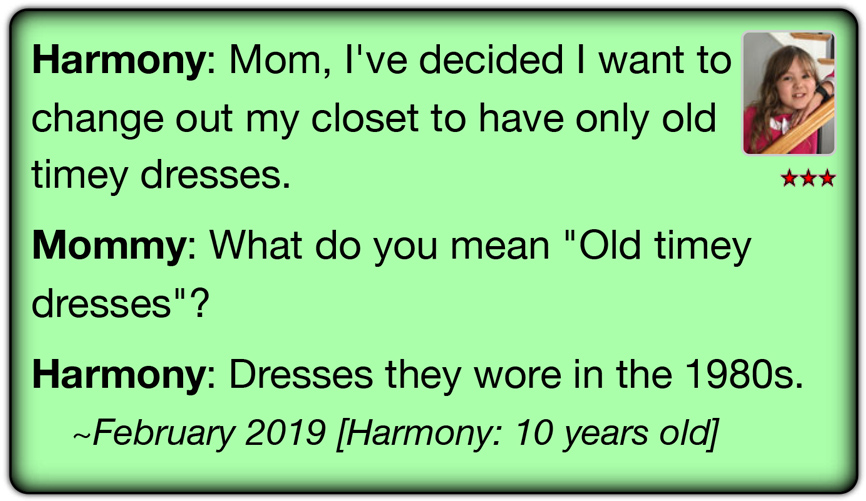 Harmony: Mom, I've decided I want to
change out my closet to have only old
timey dresses.
Mommy: What do you mean "Old timey
dresses"?
Harmony: Dresses they wore in the 1980s.
~February 2019 [Harmony: 10 years old]